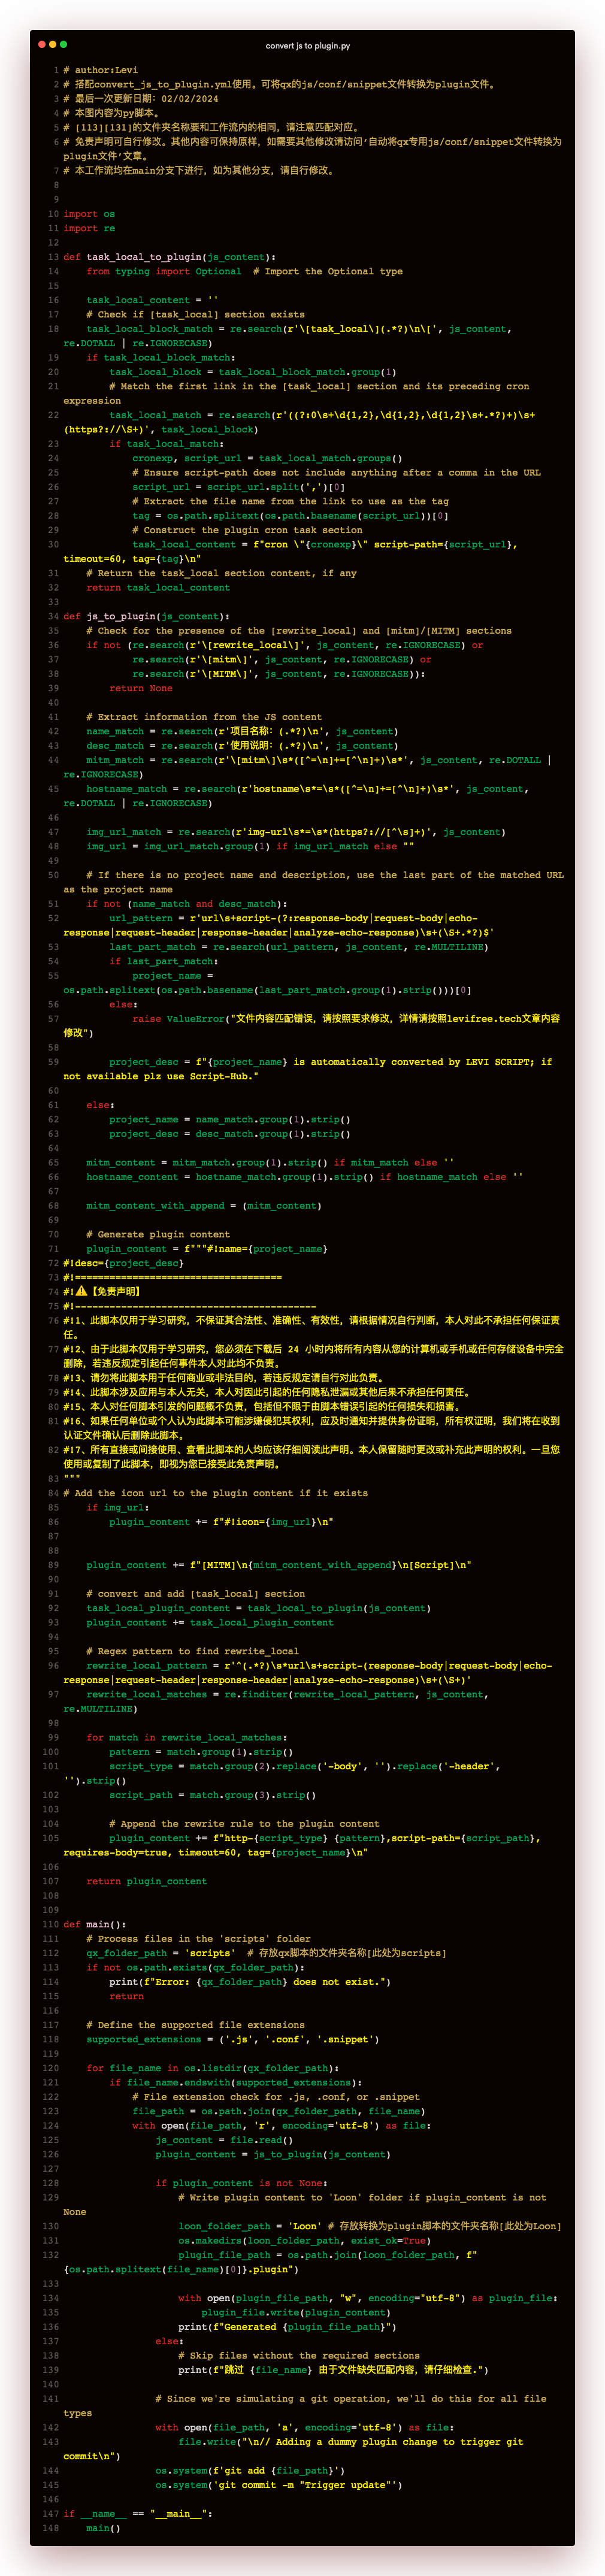 convert js to plugin.py
1 # author:Levi
2 # 搭配convert_js_to_plugin.yml使用。可将qx的js/conf/snippet文件转换为plugin文件。
3 # 最后一次更新日期：02/02/2024
4 # 本图内容为py脚本。
5 # [113][131]的文件夹名称要和工作流内的相同，请注意匹配对应。
6 # 免责声明可自行修改。其他内容可保持原样，如需要其他修改请访问‘自动将qx专用js/conf/snippet文件转换为
plugin文件’文章。
7 # 本工作流均在main分支下进行，如为其他分支，请自行修改。
8
9
10 import os
11 import re
12
13 def task_local_to_plugin(js_content):
14     from typing import Optional  # Import the Optional type
15
16     task_local_content = ''
17     # Check if [task_local] section exists
18     task_local_block_match = re.search(r'\[task_local\](.*?)\n\[', js_content,
re.DOTALL | re.IGNORECASE)
19     if task_local_block_match:
20         task_local_block = task_local_block_match.group(1)
21         # Match the first link in the [task_local] section and its preceding cron
expression
22         task_local_match = re.search(r'((?:0\s+\d{1,2},\d{1,2},\d{1,2}\s+.*?)+)\s+
(https?://\S+)', task_local_block)
23         if task_local_match:
24             cronexp, script_url = task_local_match.groups()
25             # Ensure script-path does not include anything after a comma in the URL
26             script_url = script_url.split(',')[0]
27             # Extract the file name from the link to use as the tag
28             tag = os.path.splitext(os.path.basename(script_url))[0]
29             # Construct the plugin cron task section
30             task_local_content = f"cron \"{cronexp}\" script-path={script_url},
timeout=60, tag={tag}\n"
31     # Return the task_local section content, if any
32     return task_local_content
33
34 def js_to_plugin(js_content):
35     # Check for the presence of the [rewrite_local] and [mitm]/[MITM] sections
36     if not (re.search(r'\[rewrite_local\]', js_content, re.IGNORECASE) or
37             re.search(r'\[mitm\]', js_content, re.IGNORECASE) or
38             re.search(r'\[MITM\]', js_content, re.IGNORECASE)):
39         return None
40
41     # Extract information from the JS content
42     name_match = re.search(r'项目名称：(.*?)\n', js_content)
43     desc_match = re.search(r'使用说明：(.*?)\n', js_content)
44     mitm_match = re.search(r'\[mitm\]\s*([^=\n]+=[^\n]+)\s*', js_content, re.DOTALL |
re.IGNORECASE)
45     hostname_match = re.search(r'hostname\s*=\s*([^=\n]+=[^\n]+)\s*', js_content,
re.DOTALL | re.IGNORECASE)
46
47     img_url_match = re.search(r'img-url\s*=\s*(https?://[^\s]+)', js_content)
48     img_url = img_url_match.group(1) if img_url_match else ""
49
50     # If there is no project name and description, use the last part of the matched URL
as the project name
51     if not (name_match and desc_match):
52         url_pattern = r'url\s+script-(?:response-body|request-body|echo-
response|request-header|response-header|analyze-echo-response)\s+(\S+.*?)$'
53         last_part_match = re.search(url_pattern, js_content, re.MULTILINE)
54         if last_part_match:
55             project_name =
os.path.splitext(os.path.basename(last_part_match.group(1).strip()))[0]
56         else:
57             raise ValueError("文件内容匹配错误，请按照要求修改，详情请按照levifree.tech文章内容
修改")
58
59         project_desc = f"{project_name} is automatically converted by LEVI SCRIPT; if
not available plz use Script-Hub."
60
61     else:
62         project_name = name_match.group(1).strip()
63         project_desc = desc_match.group(1).strip()
64
65     mitm_content = mitm_match.group(1).strip() if mitm_match else ''
66     hostname_content = hostname_match.group(1).strip() if hostname_match else ''
67
68     mitm_content_with_append = (mitm_content)
69
70     # Generate plugin content
71     plugin_content = f"""#!name={project_name}
72 #!desc={project_desc}
73 #!====================================
74 #!⚠️【免责声明】
75 #!------------------------------------------
76 #!1、此脚本仅用于学习研究，不保证其合法性、准确性、有效性，请根据情况自行判断，本人对此不承担任何保证责
任。
77 #!2、由于此脚本仅用于学习研究，您必须在下载后 24 小时内将所有内容从您的计算机或手机或任何存储设备中完全
删除，若违反规定引起任何事件本人对此均不负责。
78 #!3、请勿将此脚本用于任何商业或非法目的，若违反规定请自行对此负责。
79 #!4、此脚本涉及应用与本人无关，本人对因此引起的任何隐私泄漏或其他后果不承担任何责任。
80 #!5、本人对任何脚本引发的问题概不负责，包括但不限于由脚本错误引起的任何损失和损害。
81 #!6、如果任何单位或个人认为此脚本可能涉嫌侵犯其权利，应及时通知并提供身份证明，所有权证明，我们将在收到
认证文件确认后删除此脚本。
82 #!7、所有直接或间接使用、查看此脚本的人均应该仔细阅读此声明。本人保留随时更改或补充此声明的权利。一旦您
使用或复制了此脚本，即视为您已接受此免责声明。
83 """
84 # Add the icon url to the plugin content if it exists
85     if img_url:
86         plugin_content += f"#!icon={img_url}\n"
87
88
89     plugin_content += f"[MITM]\n{mitm_content_with_append}\n[Script]\n"
90
91     # convert and add [task_local] section
92     task_local_plugin_content = task_local_to_plugin(js_content)
93     plugin_content += task_local_plugin_content
94
95     # Regex pattern to find rewrite_local
96     rewrite_local_pattern = r'^(.*?)\s*url\s+script-(response-body|request-body|echo-
response|request-header|response-header|analyze-echo-response)\s+(\S+)'
97     rewrite_local_matches = re.finditer(rewrite_local_pattern, js_content,
re.MULTILINE)
98
99     for match in rewrite_local_matches:
100         pattern = match.group(1).strip()
101         script_type = match.group(2).replace('-body', '').replace('-header',
'').strip()
102         script_path = match.group(3).strip()
103
104         # Append the rewrite rule to the plugin content
105         plugin_content += f"http-{script_type} {pattern},script-path={script_path},
requires-body=true, timeout=60, tag={project_name}\n"
106
107     return plugin_content
108
109
110 def main():
111     # Process files in the 'scripts' folder
112     qx_folder_path = 'scripts'  # 存放qx脚本的文件夹名称[此处为scripts]
113     if not os.path.exists(qx_folder_path):
114         print(f"Error: {qx_folder_path} does not exist.")
115         return
116
117     # Define the supported file extensions
118     supported_extensions = ('.js', '.conf', '.snippet')
119
120     for file_name in os.listdir(qx_folder_path):
121         if file_name.endswith(supported_extensions):
122             # File extension check for .js, .conf, or .snippet
123             file_path = os.path.join(qx_folder_path, file_name)
124             with open(file_path, 'r', encoding='utf-8') as file:
125                 js_content = file.read()
126                 plugin_content = js_to_plugin(js_content)
127
128                 if plugin_content is not None:
129                     # Write plugin content to 'Loon' folder if plugin_content is not
None
130                     loon_folder_path = 'Loon' # 存放转换为plugin脚本的文件夹名称[此处为Loon]
131                     os.makedirs(loon_folder_path, exist_ok=True)
132                     plugin_file_path = os.path.join(loon_folder_path, f"
{os.path.splitext(file_name)[0]}.plugin")
133
134                     with open(plugin_file_path, "w", encoding="utf-8") as plugin_file:
135                         plugin_file.write(plugin_content)
136                     print(f"Generated {plugin_file_path}")
137                 else:
138                     # Skip files without the required sections
139                     print(f"跳过 {file_name} 由于文件缺失匹配内容，请仔细检查.")
140
141                 # Since we're simulating a git operation, we'll do this for all file
types
142                 with open(file_path, 'a', encoding='utf-8') as file:
143                     file.write("\n// Adding a dummy plugin change to trigger git
commit\n")
144                 os.system(f'git add {file_path}')
145                 os.system('git commit -m "Trigger update"')
146
147 if __name__ == "__main__":
148     main()